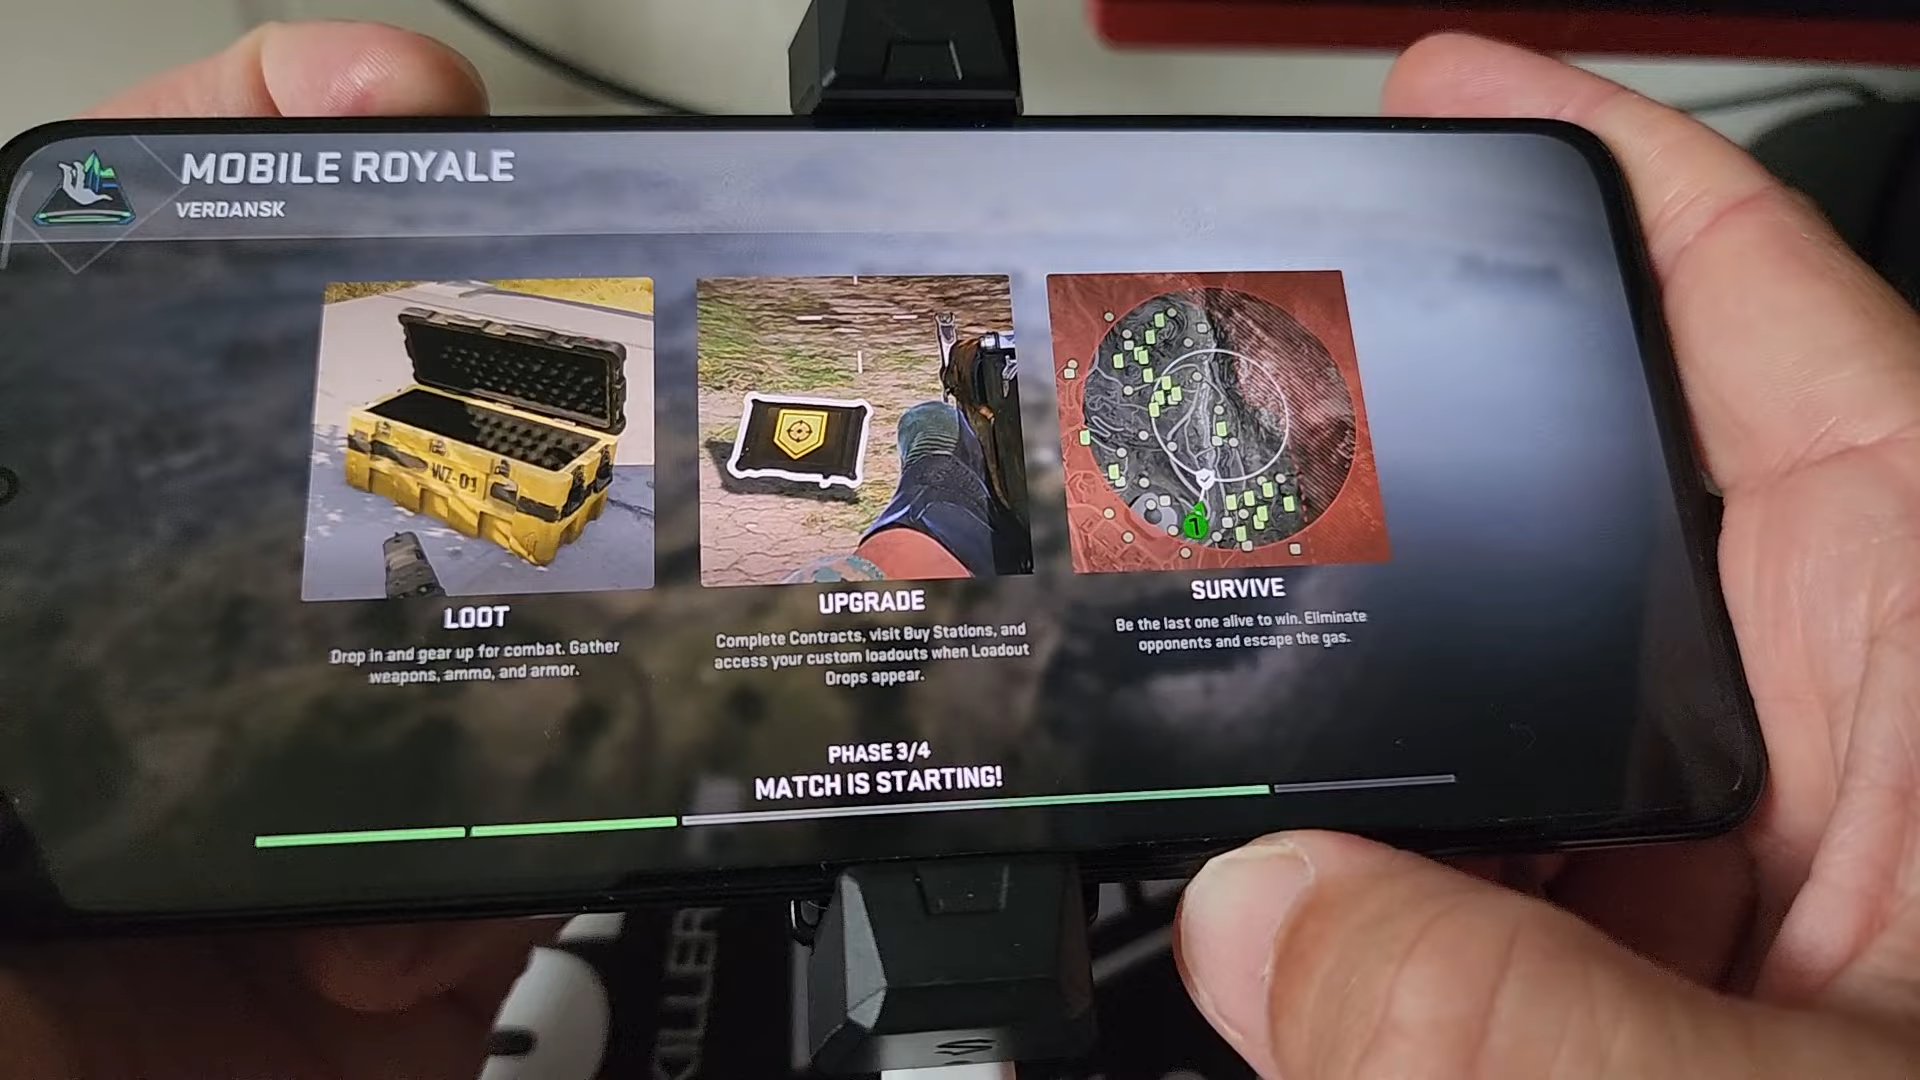 MOBILE ROYALE
VERDANSK
WZ-01
1
LOOT
Drop in and gear up for combat. Gather
weapons, ammo, and armor.
UPGRADE
Complete Contracts, visit Buy Stations, and
access your custom loadouts when Loadout
Drops appear.
SURVIVE
Be the last one alive to win. Eliminate
opponents and escape the gas.
PHASE 3/4
MATCH IS STARTING!
KILLER